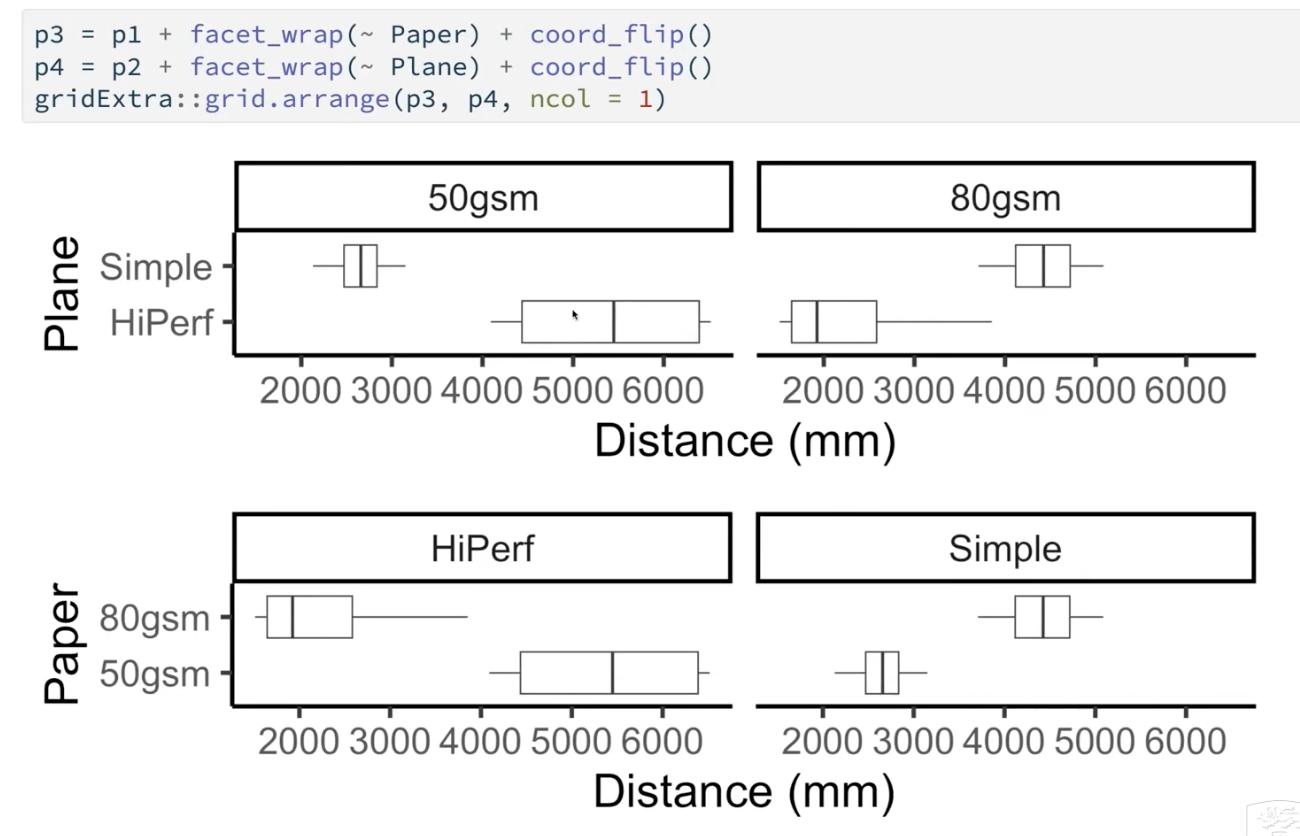 p3 = p1 + facet_wrap(~ Paper) + coord_flip()
p4 = p2 + facet_wrap(~ Plane) + coord_flip()
gridExtra::grid.arrange(p3, p4, ncol = 1)
50gsm 80gsm
Plane
Simple
HiPerf
2000 3000 4000 5000 6000 2000 3000 4000 5000 6000
Distance (mm)
HiPerf Simple
Paper
80gsm
50gsm
2000 3000 4000 5000 6000 2000 3000 4000 5000 6000
Distance (mm)